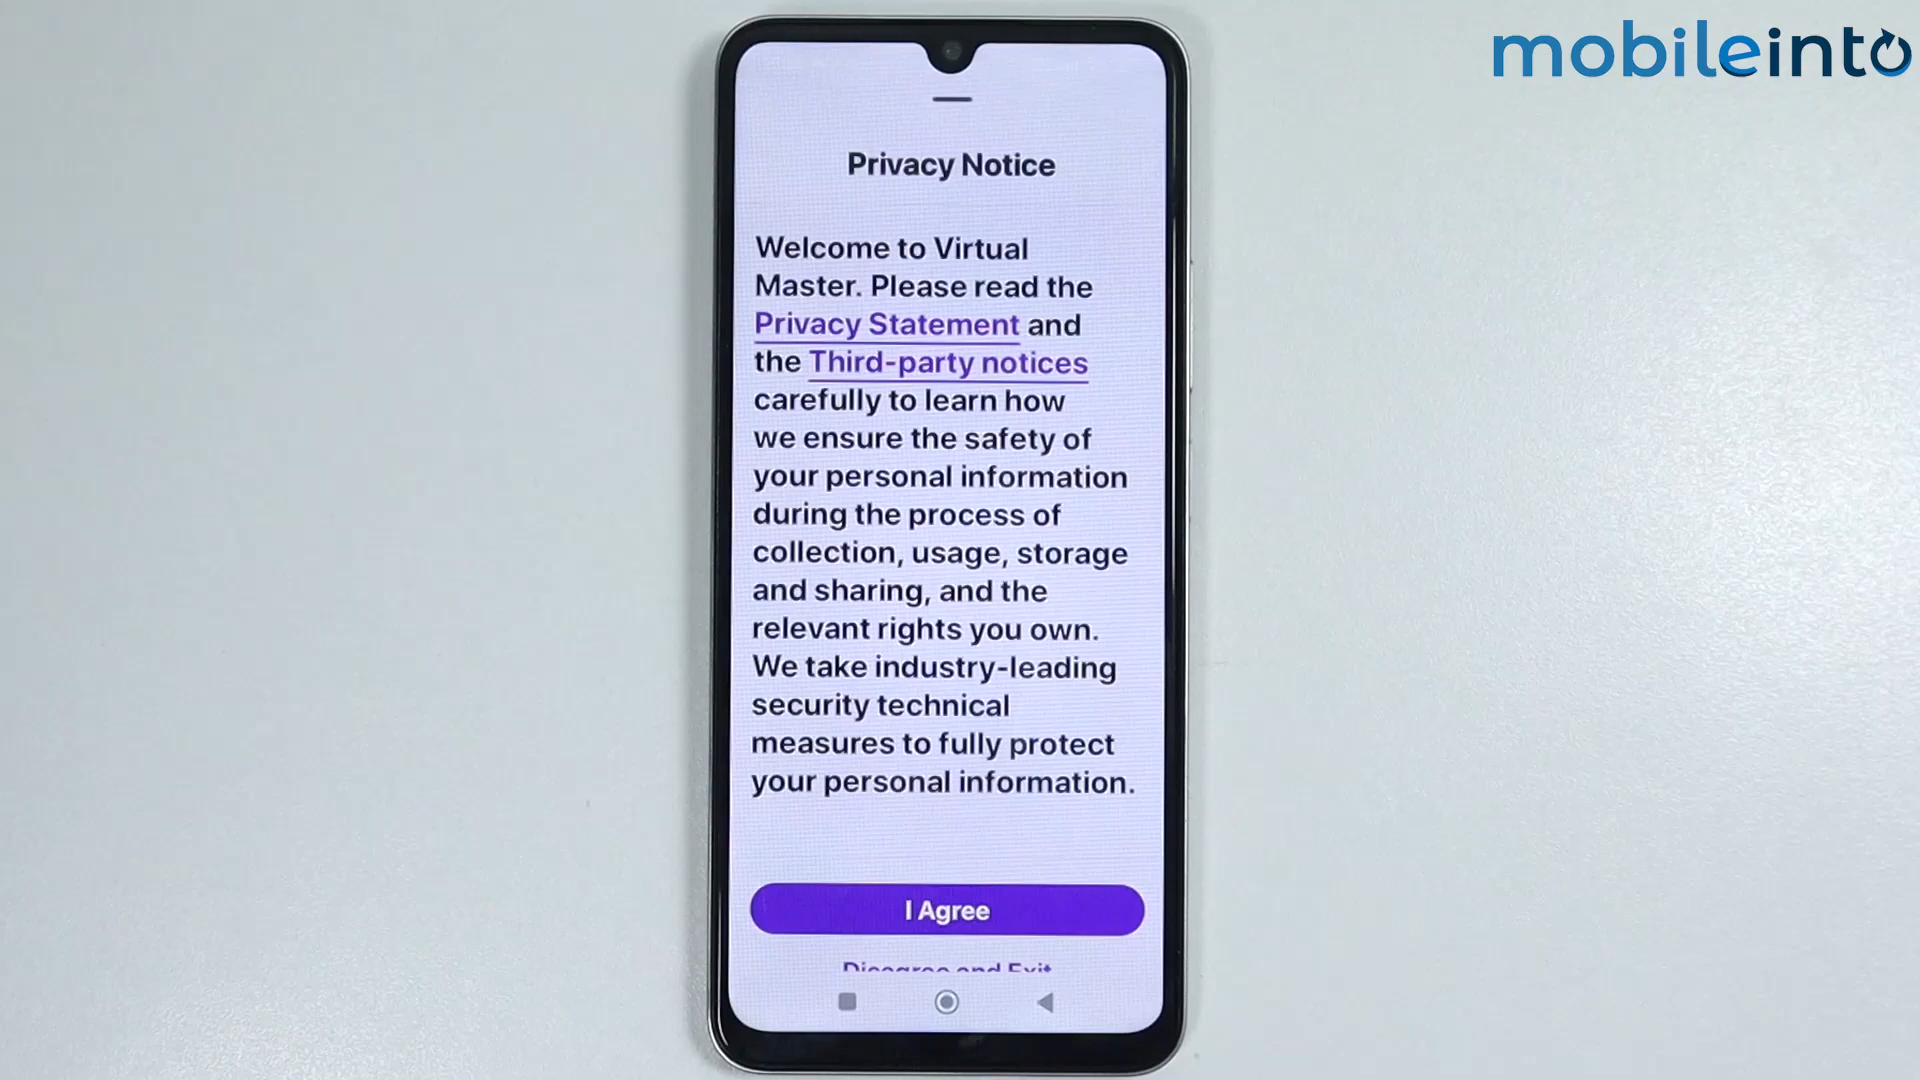 mobileinto
Privacy Notice
Welcome to Virtual
Master. Please read the
Privacy Statement and
the Third-party notices
carefully to learn how
we ensure the safety of
your personal information
during the process of
collection, usage, storage
and sharing, and the
relevant rights you own.
We take industry-leading
security technical
measures to fully protect
your personal information.
I Agree
Disagree and Exit